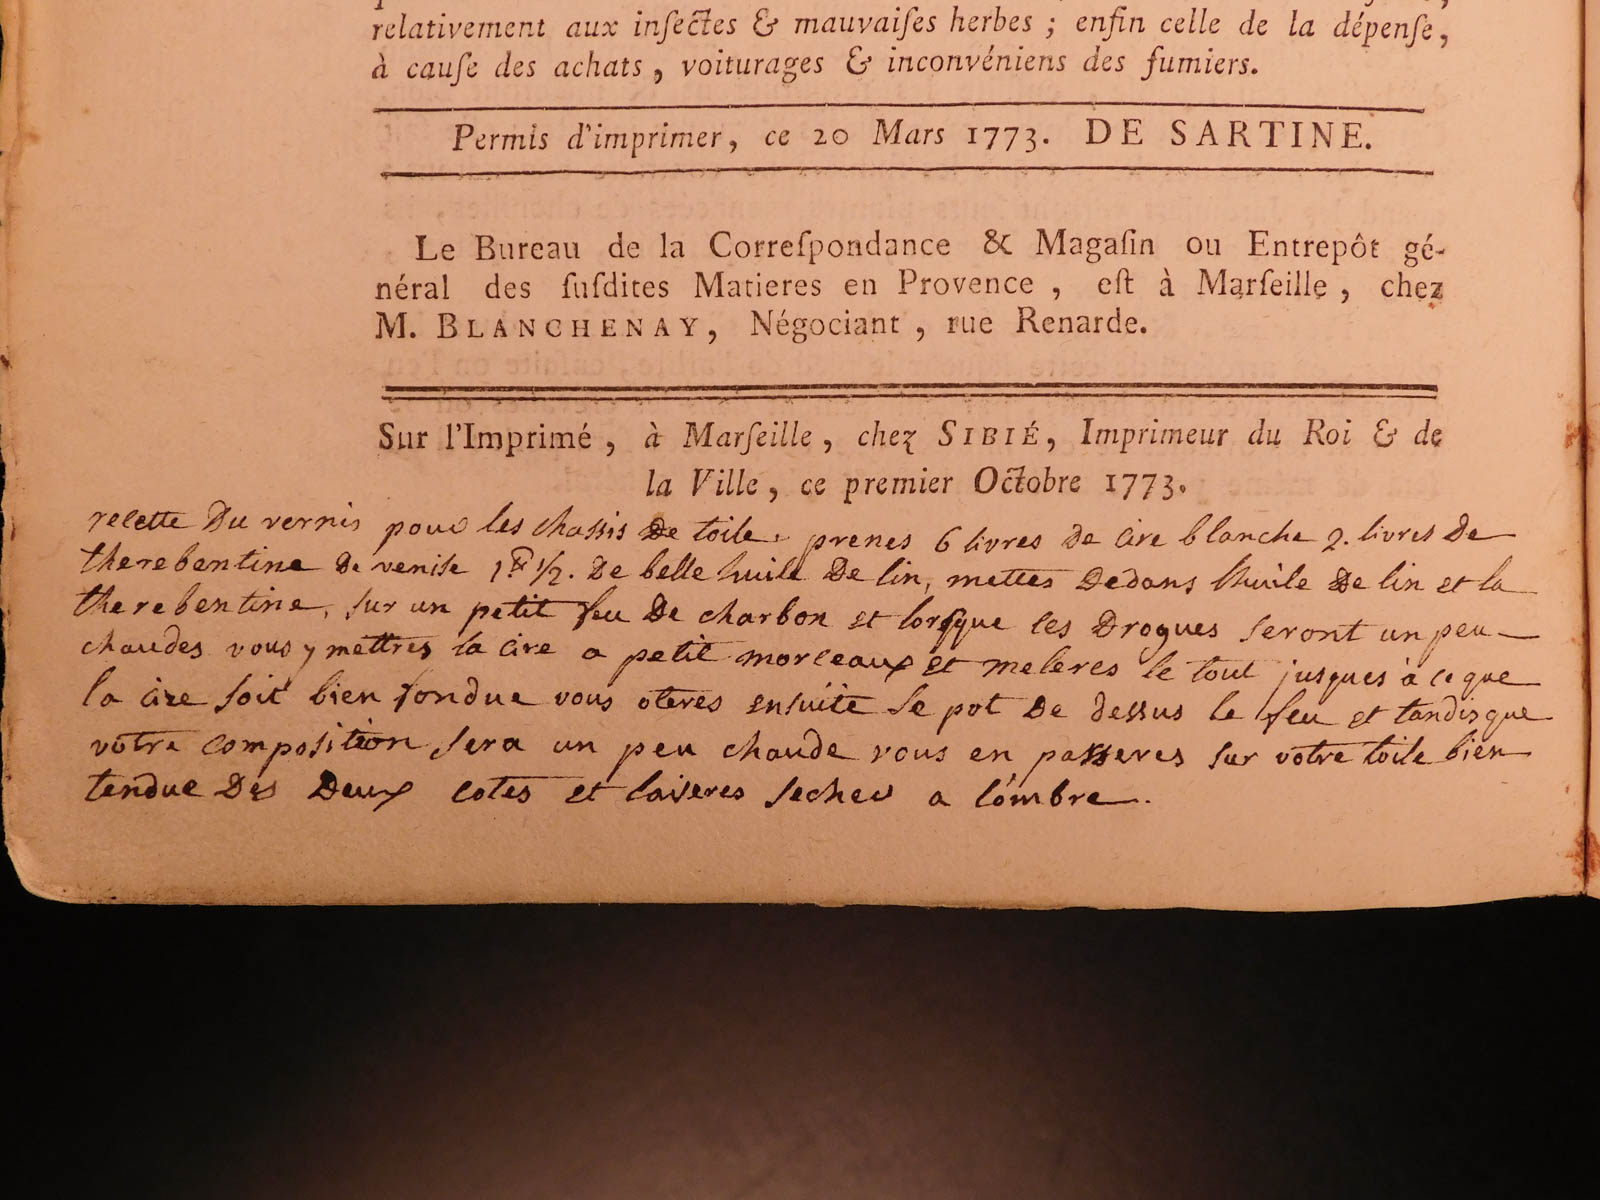 relativement aux inſectes & mauvaiſes herbes ; enfin celle de la dépenſe,
à cauſe des achats, voiturages & inconvéniens des fumiers.
Permis d'imprimer, ce 20 Mars 1773. DE SARTINE.
Le Bureau de la Correſpondance & Magaſin ou Entrepôt gé-
néral des ſuſdites Matieres en Provence, eſt à Marſeille, chez
M. BLANCHENAY, Négociant, rue Renarde.
Sur l'Imprimé, à Marſeille, chez SIBIÉ, Imprimeur du Roi & de
la Ville, ce premier Octobre 1773.
recette Du vernis pour les chassis De toile. prenes 6 livres De cire blanche 2. livres De
therebentine De venise 1 1/2. De belle huile De lin, mettes Dedans lhuile De lin et la
therebentine, sur un petit feu De charbon et lorsque ces Drogues seront un peu
chaudes vous y mettres la cire a petit morceaux et meleres le tout jusques à ce que
la cire soit bien fondue vous oteres ensuite le pot De dessus le feu et tandisque
votre composition sera un peu chaude vous en passeres sur votre toile bien
tendue Des Deux cotes et laiseres secher a l'ombre.